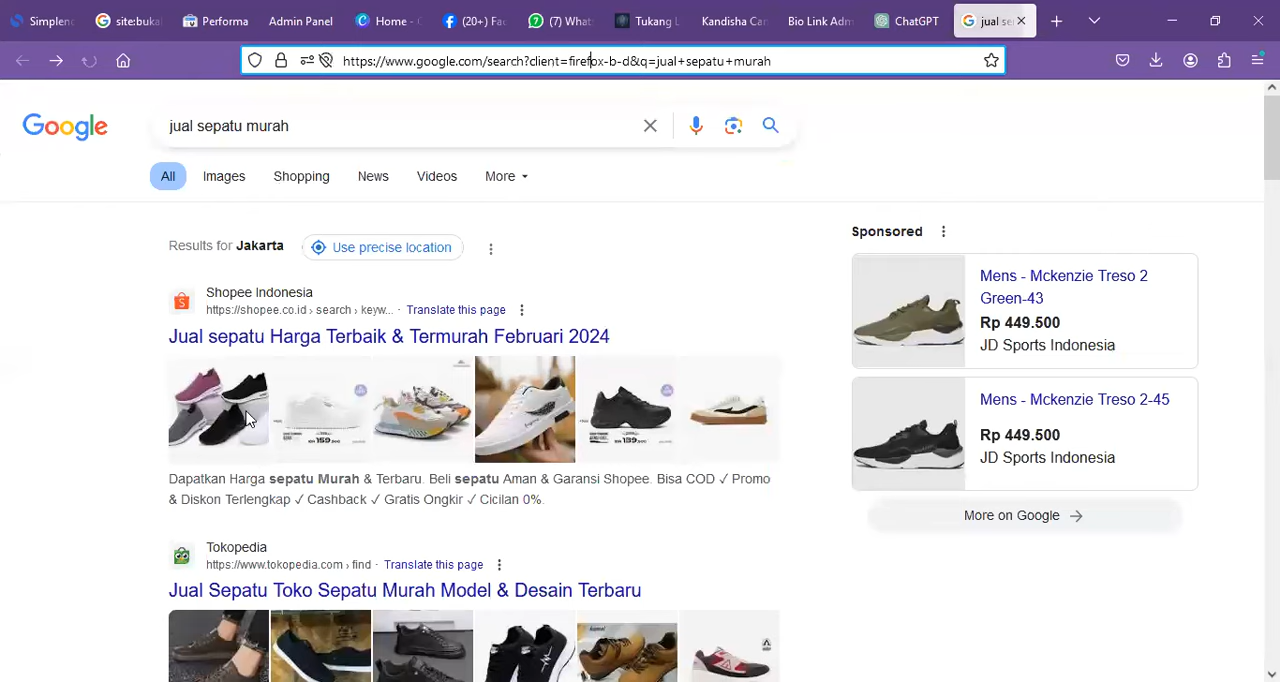 Simplenc
site:buka
Performa
Admin Panel
Home -
(20+) Fac
(7) What
Tukang L
Kandisha Car
Bio Link Adm
ChatGPT
jual se
https://www.google.com/search?client=firefox-b-d&q=jual+sepatu+murah
Google
jual sepatu murah
All
Images
Shopping
News
Videos
More
Results for Jakarta
Use precise location
Sponsored
Shopee Indonesia
https://shopee.co.id › search › keyw... · Translate this page
Jual sepatu Harga Terbaik & Termurah Februari 2024
Dapatkan Harga sepatu Murah & Terbaru. Beli sepatu Aman & Garansi Shopee. Bisa COD ✓ Promo
& Diskon Terlengkap ✓ Cashback ✓ Gratis Ongkir ✓ Cicilan 0%.
Tokopedia
https://www.tokopedia.com › find · Translate this page
Jual Sepatu Toko Sepatu Murah Model & Desain Terbaru
Mens - Mckenzie Treso 2
Green-43
Rp 449.500
JD Sports Indonesia
Mens - Mckenzie Treso 2-45
Rp 449.500
JD Sports Indonesia
More on Google